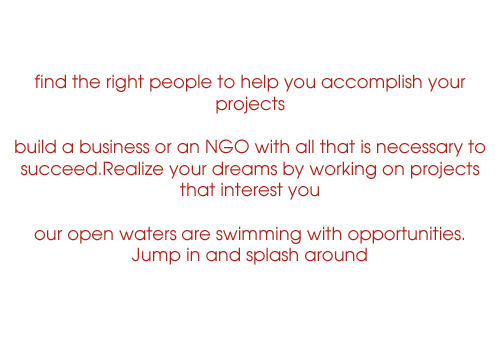 find the right people to help you accomplish your
projects
build a business or an NGO with all that is necessary to
succeed.Realize your dreams by working on projects
that interest you
our open waters are swimming with opportunities.
Jump in and splash around